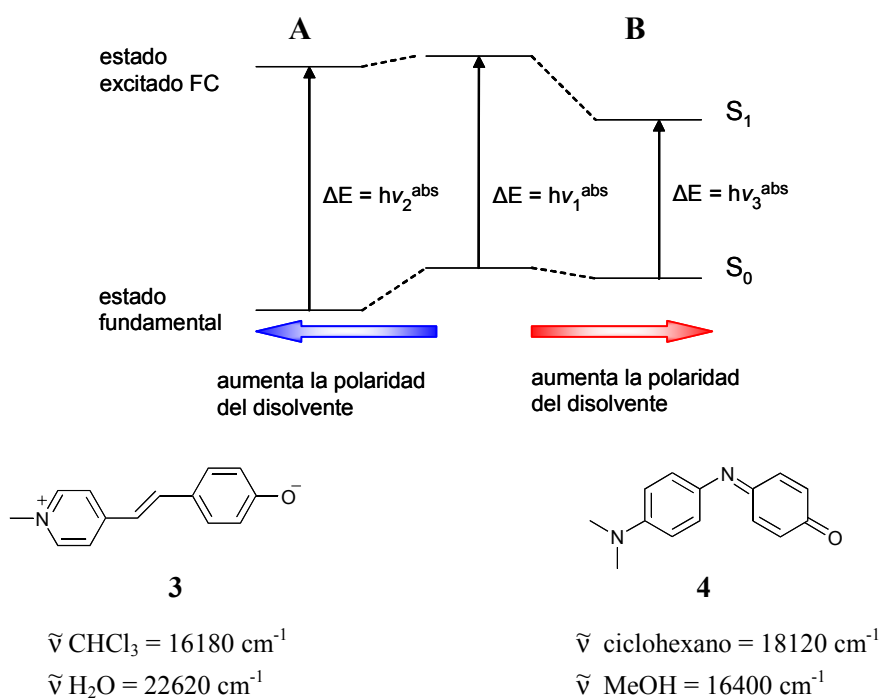 A
B
estado
excitado FC
S₁
ΔE = hν₂ᵃᵇˢ
ΔE = hν₁ᵃᵇˢ
ΔE = hν₃ᵃᵇˢ
S₀
estado
fundamental
aumenta la polaridad
del disolvente
aumenta la polaridad
del disolvente
N
+
O⁻
N
N
O
3
4
ν̃ CHCl₃ = 16180 cm⁻¹
ν̃ H₂O = 22620 cm⁻¹
ν̃ ciclohexano = 18120 cm⁻¹
ν̃ MeOH = 16400 cm⁻¹